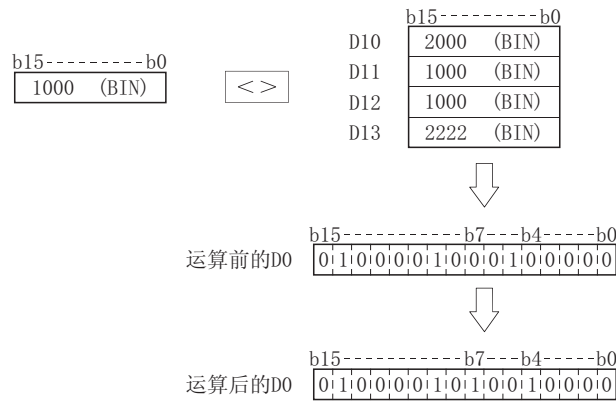 b15--------b0
1000 (BIN)
<>
b15--------b0
D10 2000 (BIN)
D11 1000 (BIN)
D12 1000 (BIN)
D13 2222 (BIN)
b15-----------b7---b4-----b0
运算前的D0 0 1 0 0 0 0 1 0 0 0 1 0 0 0 0 0
b15-----------b7---b4-----b0
运算后的D0 0 1 0 0 0 0 1 0 1 0 0 1 0 0 0 0